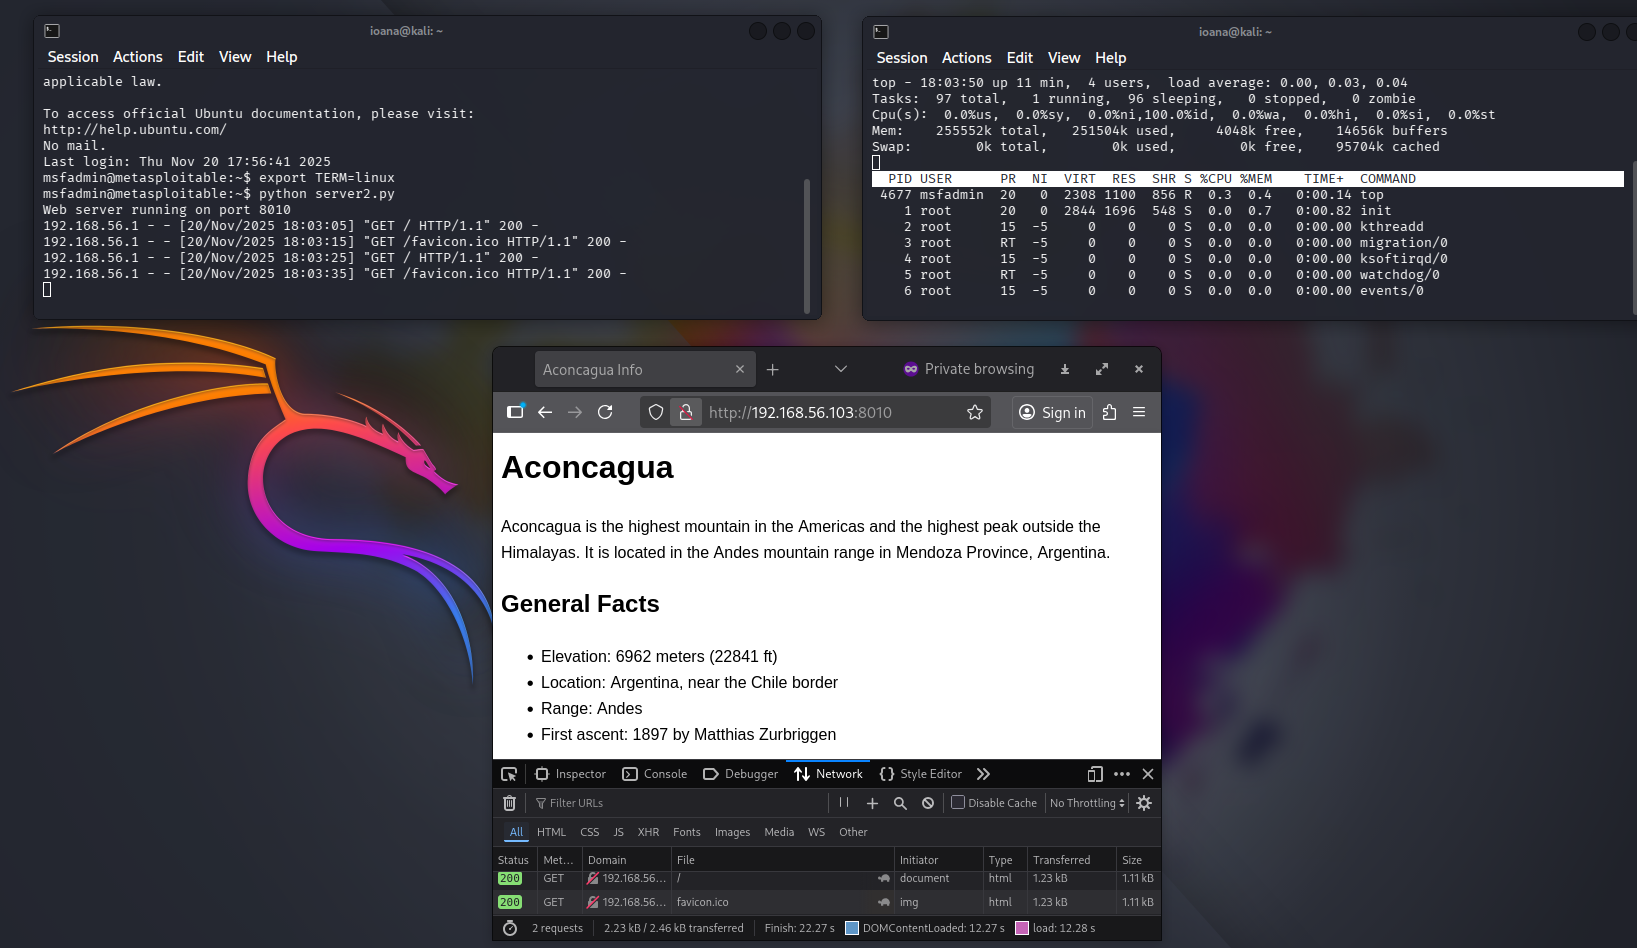 ioana@kali: ~
Session Actions Edit View Help
applicable law.
To access official Ubuntu documentation, please visit:
http://help.ubuntu.com/
No mail.
Last login: Thu Nov 20 17:56:41 2025
msfadmin@metasploitable:~$ export TERM=linux
msfadmin@metasploitable:~$ python server2.py
Web server running on port 8010
192.168.56.1 - - [20/Nov/2025 18:03:05] "GET / HTTP/1.1" 200 -
192.168.56.1 - - [20/Nov/2025 18:03:15] "GET /favicon.ico HTTP/1.1" 200 -
192.168.56.1 - - [20/Nov/2025 18:03:25] "GET / HTTP/1.1" 200 -
192.168.56.1 - - [20/Nov/2025 18:03:35] "GET /favicon.ico HTTP/1.1" 200 -
ioana@kali: ~
Session Actions Edit View Help
top - 18:03:50 up 11 min,  4 users,  load average: 0.00, 0.03, 0.04
Tasks:  97 total,   1 running,  96 sleeping,   0 stopped,   0 zombie
Cpu(s):  0.0%us,  0.0%sy,  0.0%ni,100.0%id,  0.0%wa,  0.0%hi,  0.0%si,  0.0%st
Mem:    255552k total,   251504k used,     4048k free,    14656k buffers
Swap:        0k total,        0k used,        0k free,    95704k cached
PID USER      PR  NI  VIRT  RES  SHR S %CPU %MEM    TIME+  COMMAND
4677 msfadmin  20   0  2308 1100  856 R  0.3  0.4   0:00.14 top
1 root      20   0  2844 1696  548 S  0.0  0.7   0:00.82 init
2 root      15  -5     0    0    0 S  0.0  0.0   0:00.00 kthreadd
3 root      RT  -5     0    0    0 S  0.0  0.0   0:00.00 migration/0
4 root      15  -5     0    0    0 S  0.0  0.0   0:00.00 ksoftirqd/0
5 root      RT  -5     0    0    0 S  0.0  0.0   0:00.00 watchdog/0
6 root      15  -5     0    0    0 S  0.0  0.0   0:00.00 events/0
Aconcagua Info Private browsing
http://192.168.56.103:8010 Sign in
Aconcagua
Aconcagua is the highest mountain in the Americas and the highest peak outside the
Himalayas. It is located in the Andes mountain range in Mendoza Province, Argentina.
General Facts
• Elevation: 6962 meters (22841 ft)
• Location: Argentina, near the Chile border
• Range: Andes
• First ascent: 1897 by Matthias Zurbriggen
Inspector Console Debugger Network Style Editor
Filter URLs Disable Cache No Throttling
All HTML CSS JS XHR Fonts Images Media WS Other
Status Met... Domain File Initiator Type Transferred Size
200 GET 192.168.56... / document html 1.23 kB 1.11 kB
200 GET 192.168.56... favicon.ico img html 1.23 kB 1.11 kB
2 requests 2.23 kB / 2.46 kB transferred Finish: 22.27 s DOMContentLoaded: 12.27 s load: 12.28 s